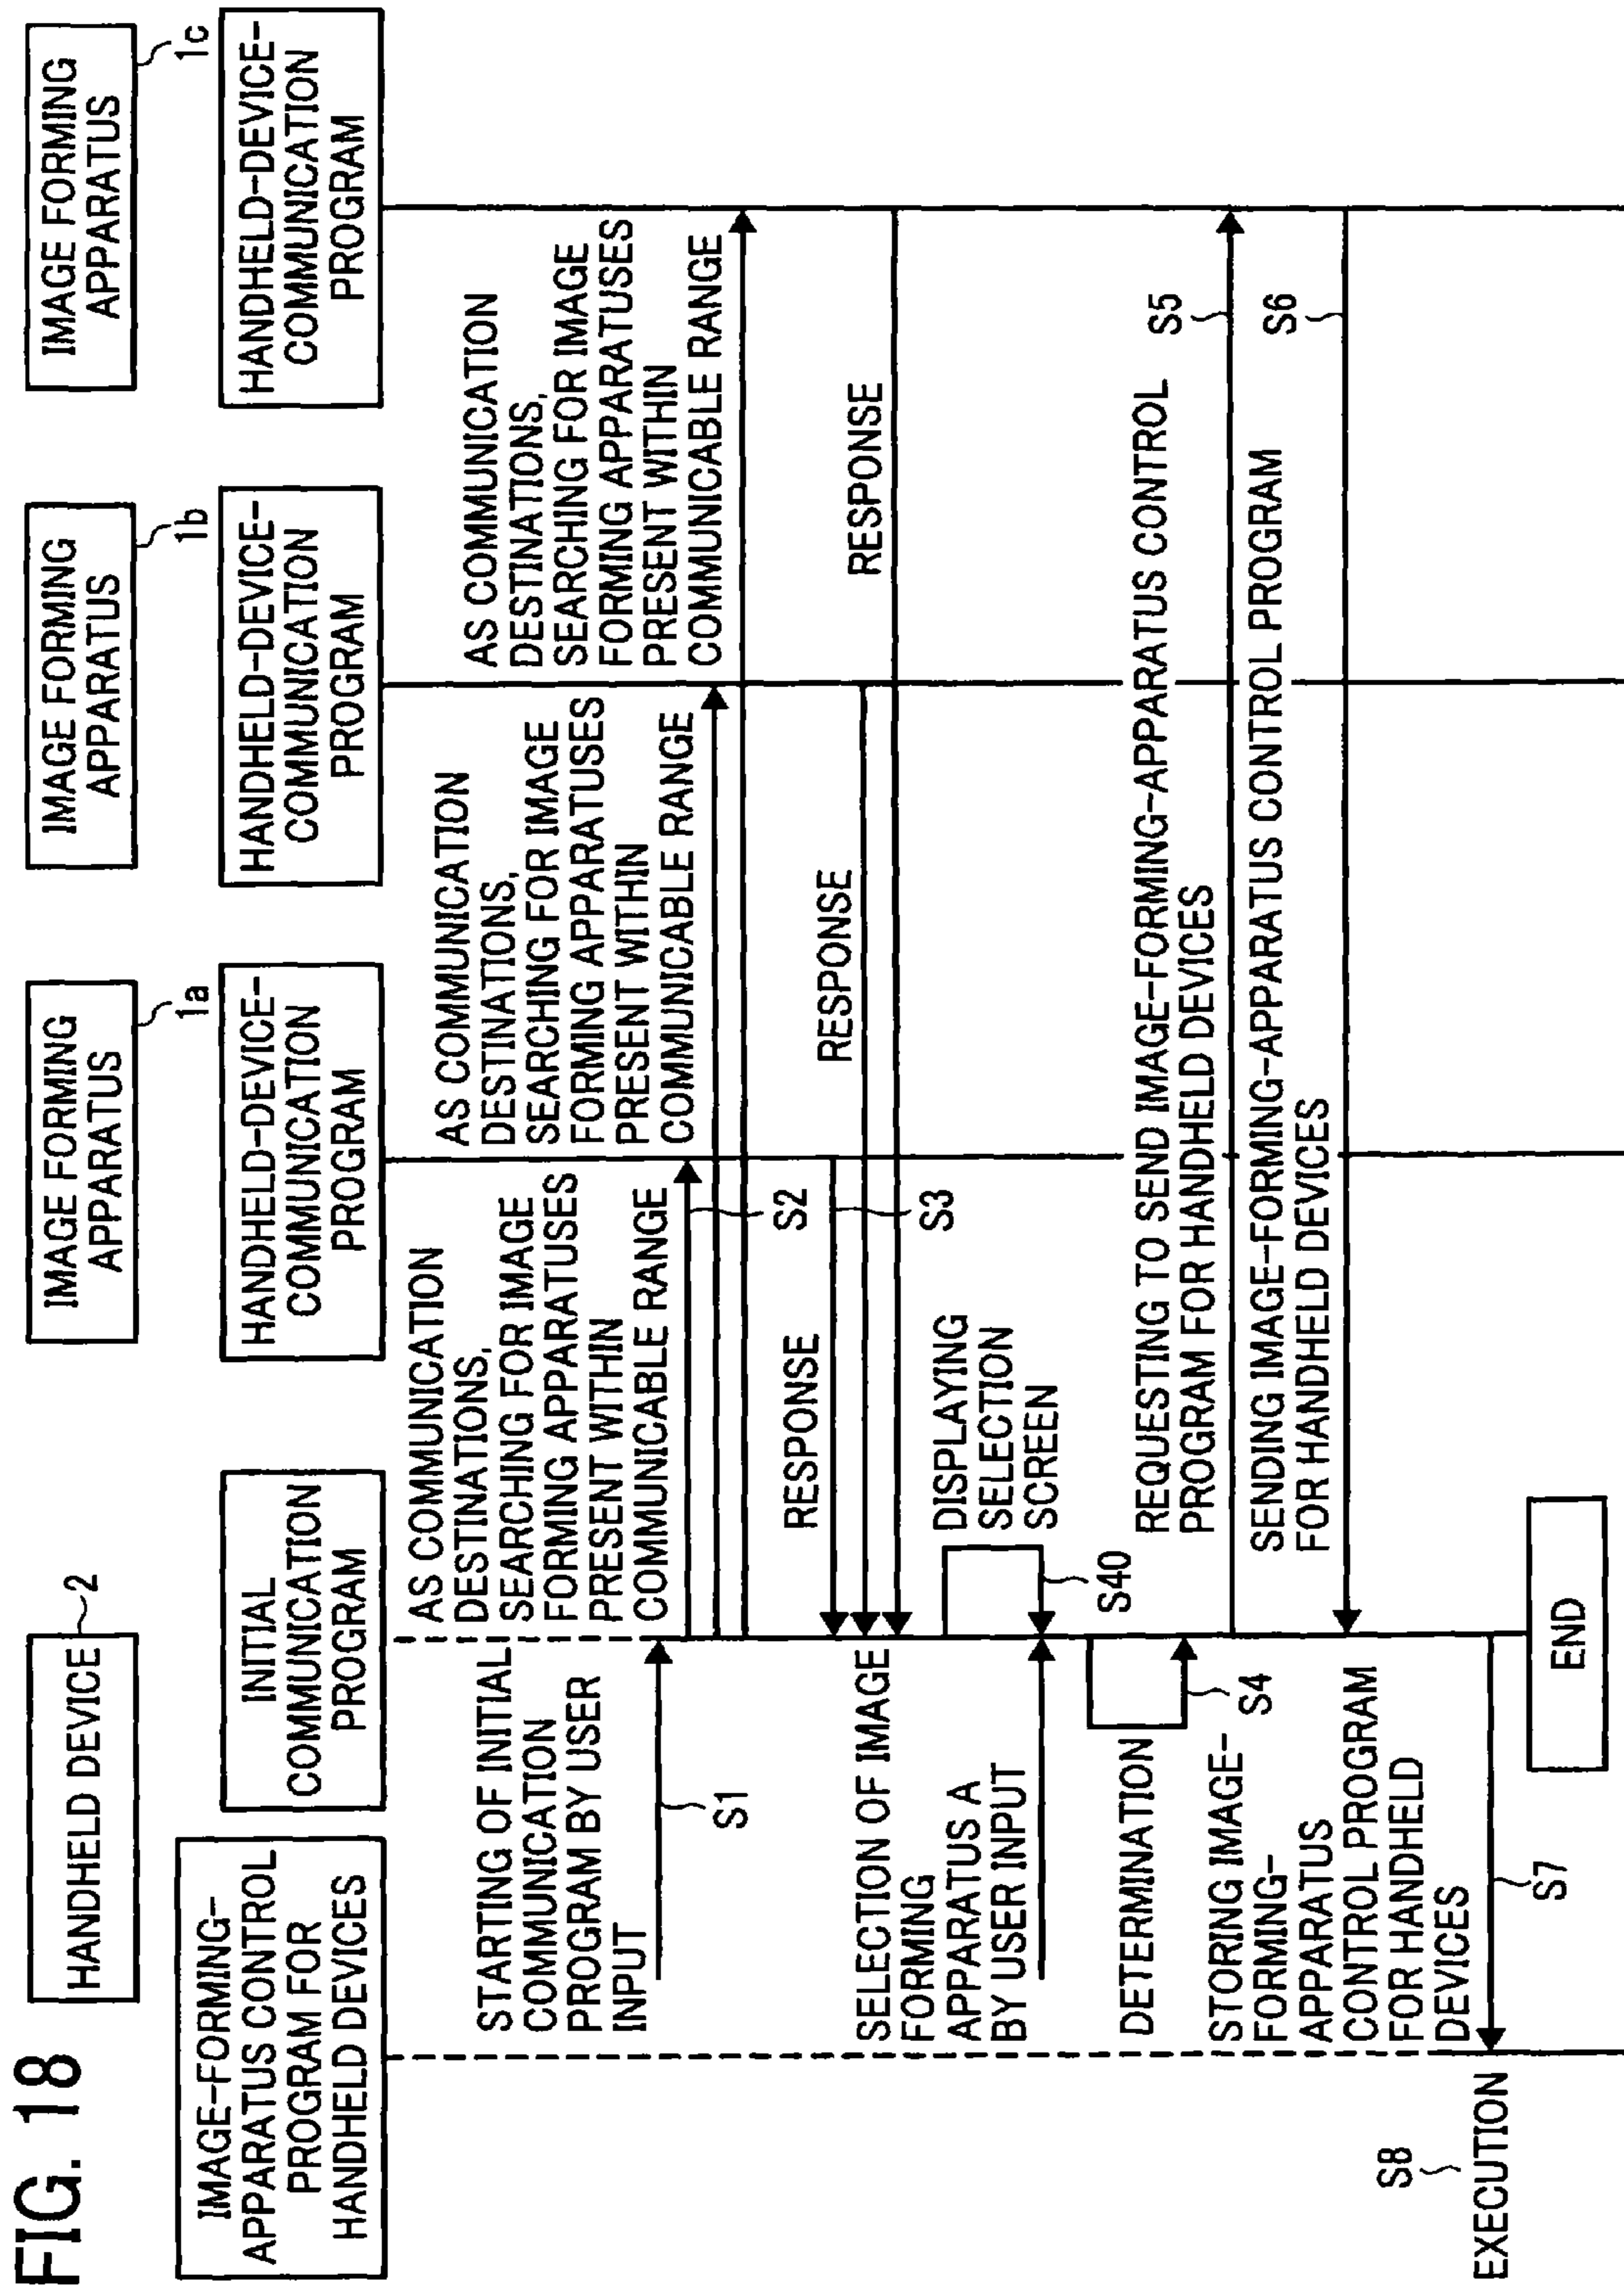 FIG. 18
HANDHELD DEVICE
2
IMAGE FORMING
APPARATUS
1a
IMAGE FORMING
APPARATUS
1b
IMAGE FORMING
APPARATUS
1c
IMAGE-FORMING-
APPARATUS CONTROL
PROGRAM FOR
HANDHELD DEVICES
INITIAL
COMMUNICATION
PROGRAM
HANDHELD-DEVICE-
COMMUNICATION
PROGRAM
HANDHELD-DEVICE-
COMMUNICATION
PROGRAM
HANDHELD-DEVICE-
COMMUNICATION
PROGRAM
STARTING OF INITIAL
COMMUNICATION
PROGRAM BY USER
INPUT
S1
AS COMMUNICATION
DESTINATIONS,
SEARCHING FOR IMAGE
FORMING APPARATUSES
PRESENT WITHIN
COMMUNICABLE RANGE
AS COMMUNICATION
DESTINATIONS,
SEARCHING FOR IMAGE
FORMING APPARATUSES
PRESENT WITHIN
COMMUNICABLE RANGE
AS COMMUNICATION
DESTINATIONS,
SEARCHING FOR IMAGE
FORMING APPARATUSES
PRESENT WITHIN
COMMUNICABLE RANGE
S2
RESPONSE
RESPONSE
RESPONSE
S3
DISPLAYING
SELECTION
SCREEN
S40
SELECTION OF IMAGE
FORMING
APPARATUS A
BY USER INPUT
DETERMINATION
S4
REQUESTING TO SEND IMAGE-FORMING-APPARATUS CONTROL
PROGRAM FOR HANDHELD DEVICES
S5
SENDING IMAGE-FORMING-APPARATUS CONTROL PROGRAM
FOR HANDHELD DEVICES
S6
STORING IMAGE-
FORMING-
APPARATUS
CONTROL PROGRAM
FOR HANDHELD
DEVICES
S7
S8
EXECUTION
END